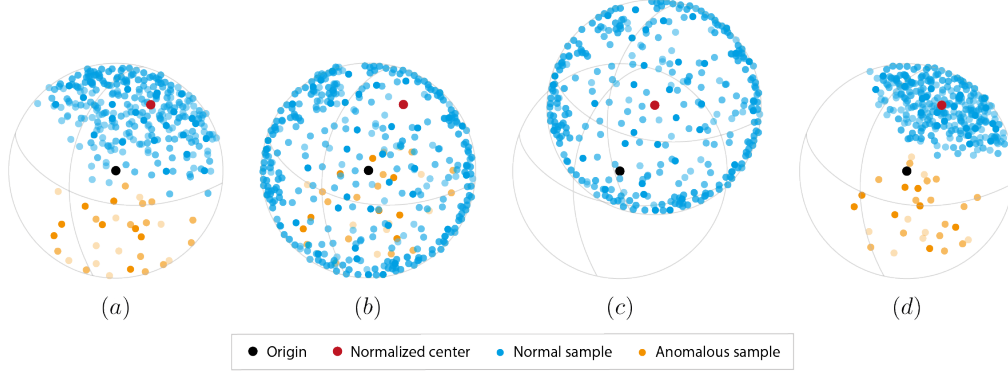 (a) (b) (c) (d)
Origin Normalized center Normal sample Anomalous sample